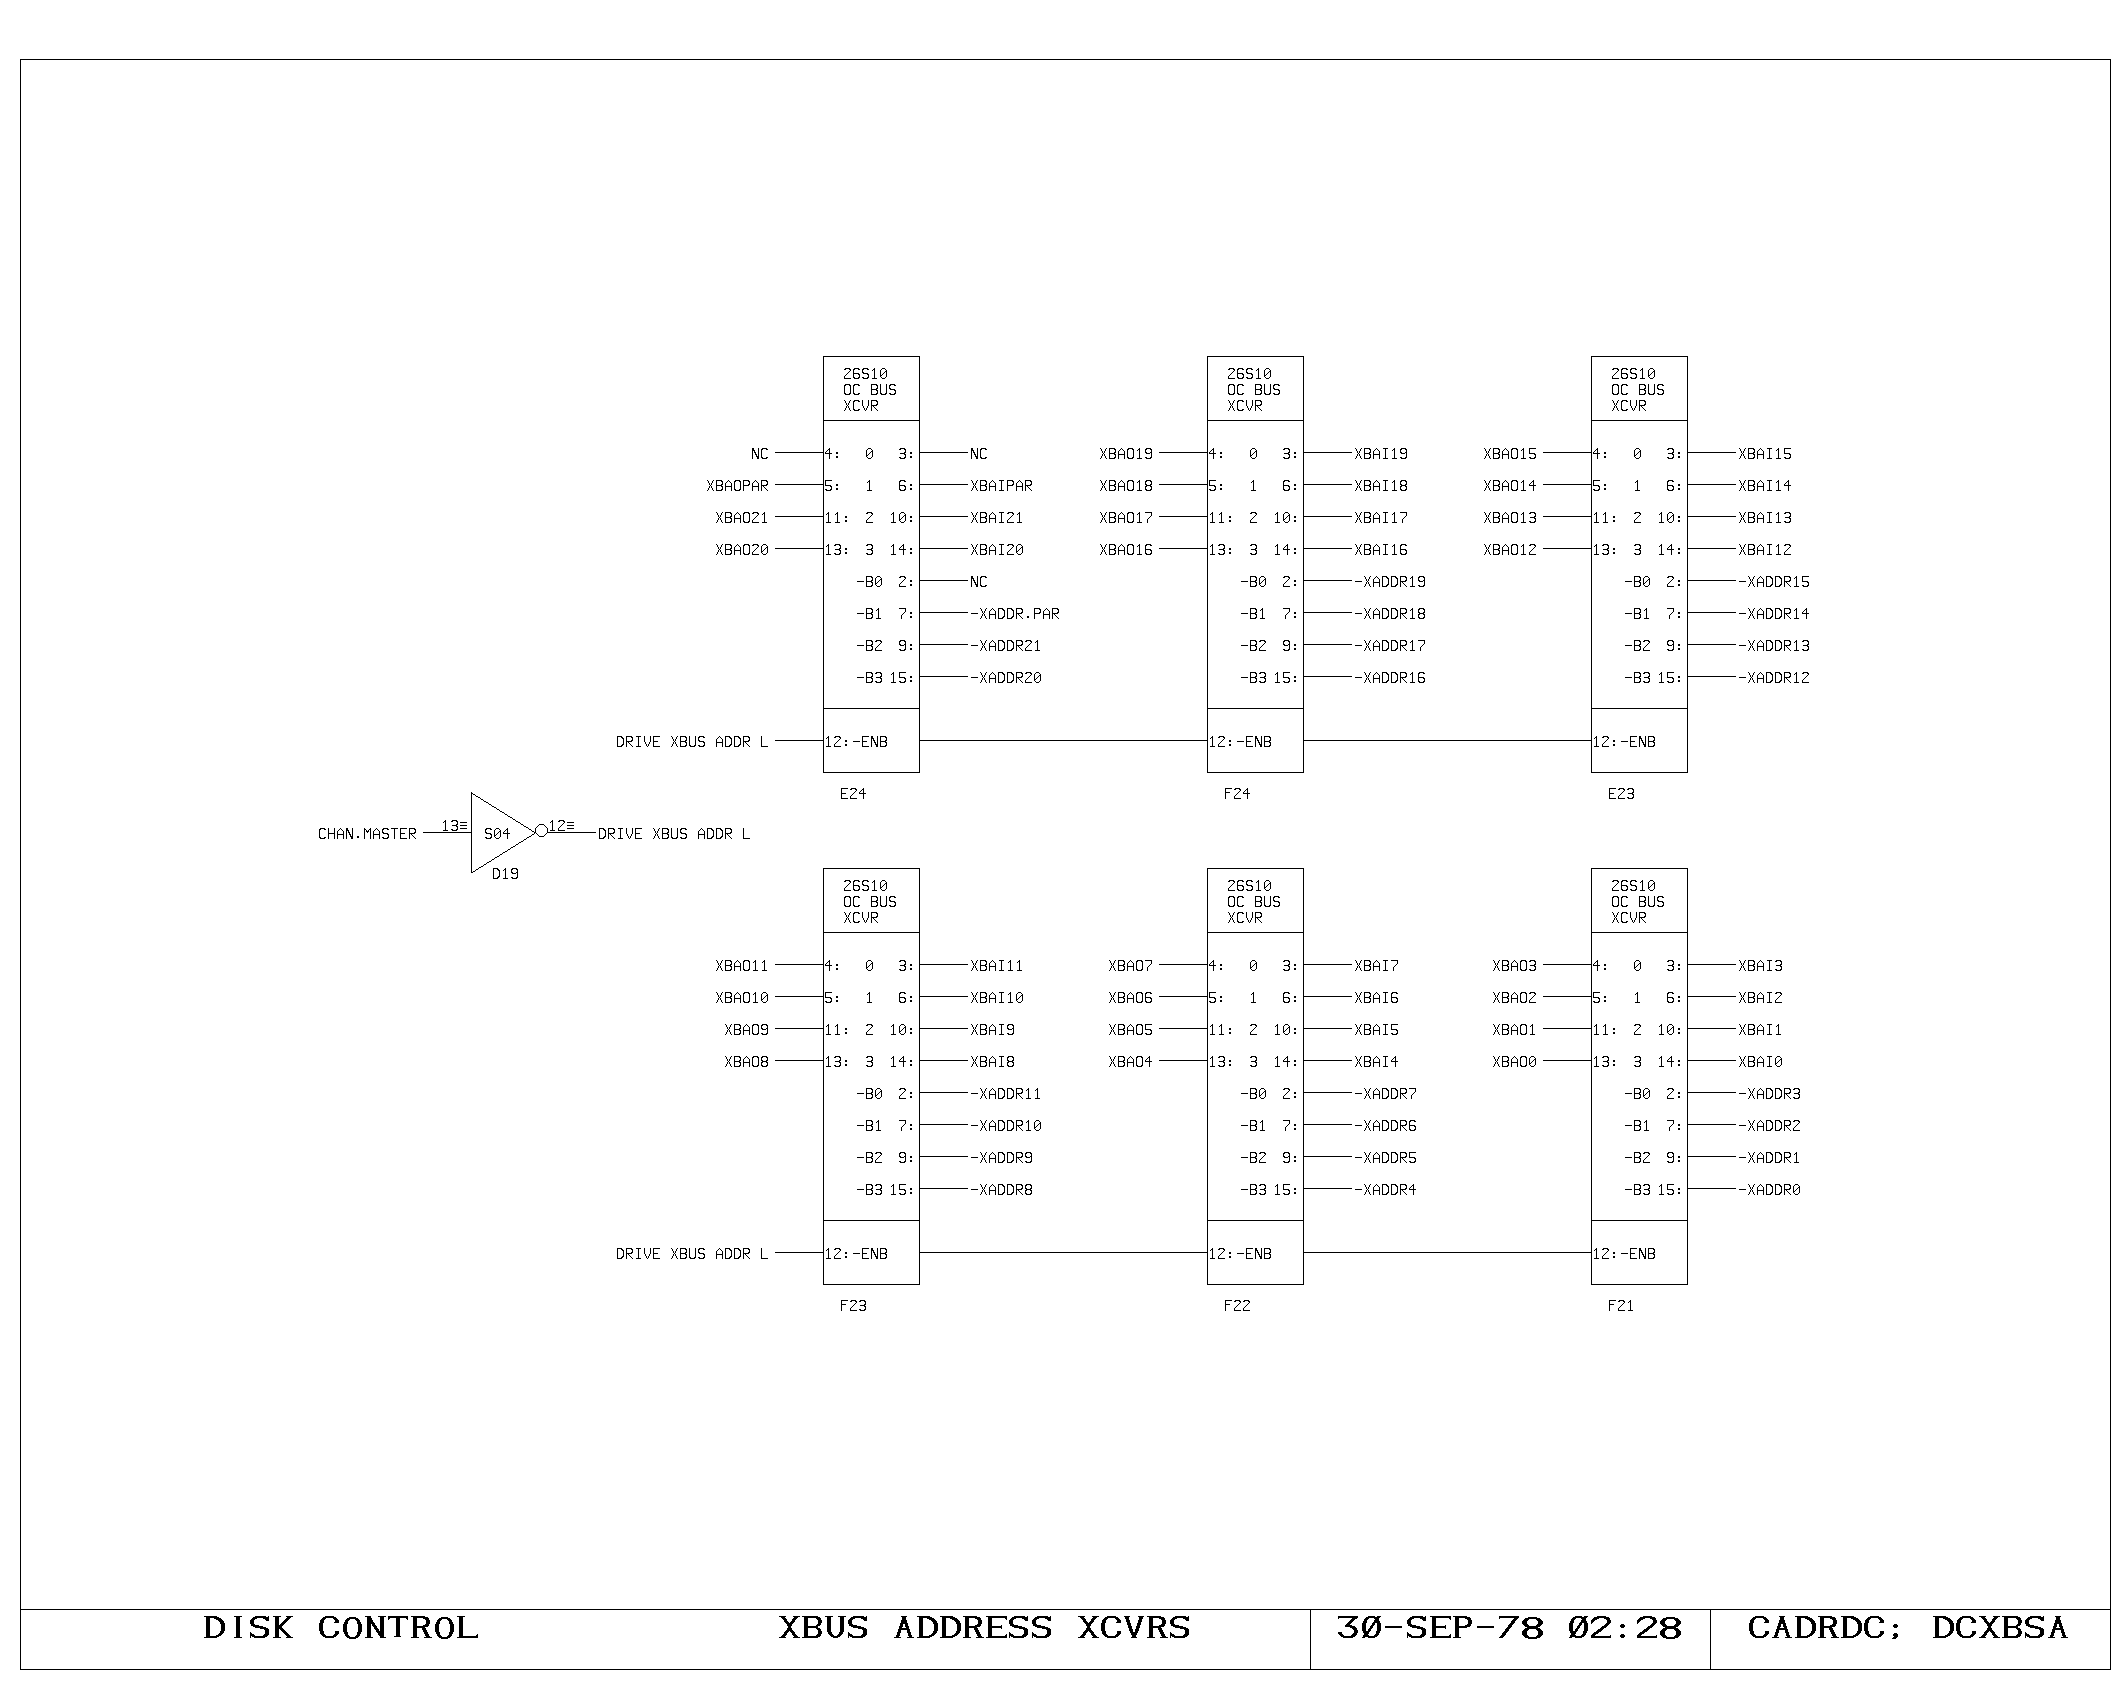 26S10 26S10 26S10
OC BUS OC BUS OC BUS
XCVR XCVR XCVR
NC 4: 0 3: NC XBAO19 4: 0 3: XBAI19 XBAO15 4: 0 3: XBAI15
XBAOPAR 5: 1 6: XBAIPAR XBAO18 5: 1 6: XBAI18 XBAO14 5: 1 6: XBAI14
XBAO21 11: 2 10: XBAI21 XBAO17 11: 2 10: XBAI17 XBAO13 11: 2 10: XBAI13
XBAO20 13: 3 14: XBAI20 XBAO16 13: 3 14: XBAI16 XBAO12 13: 3 14: XBAI12
-B0 2: NC -B0 2: -XADDR19 -B0 2: -XADDR15
-B1 7: -XADDR.PAR -B1 7: -XADDR18 -B1 7: -XADDR14
-B2 9: -XADDR21 -B2 9: -XADDR17 -B2 9: -XADDR13
-B3 15: -XADDR20 -B3 15: -XADDR16 -B3 15: -XADDR12
DRIVE XBUS ADDR L 12:-ENB 12:-ENB 12:-ENB
E24 F24 E23
CHAN.MASTER 13≡ S04 12≡ DRIVE XBUS ADDR L
D19
26S10 26S10 26S10
OC BUS OC BUS OC BUS
XCVR XCVR XCVR
XBAO11 4: 0 3: XBAI11 XBAO7 4: 0 3: XBAI7 XBAO3 4: 0 3: XBAI3
XBAO10 5: 1 6: XBAI10 XBAO6 5: 1 6: XBAI6 XBAO2 5: 1 6: XBAI2
XBAO9 11: 2 10: XBAI9 XBAO5 11: 2 10: XBAI5 XBAO1 11: 2 10: XBAI1
XBAO8 13: 3 14: XBAI8 XBAO4 13: 3 14: XBAI4 XBAO0 13: 3 14: XBAI0
-B0 2: -XADDR11 -B0 2: -XADDR7 -B0 2: -XADDR3
-B1 7: -XADDR10 -B1 7: -XADDR6 -B1 7: -XADDR2
-B2 9: -XADDR9 -B2 9: -XADDR5 -B2 9: -XADDR1
-B3 15: -XADDR8 -B3 15: -XADDR4 -B3 15: -XADDR0
DRIVE XBUS ADDR L 12:-ENB 12:-ENB 12:-ENB
F23 F22 F21
DISK CONTROL XBUS ADDRESS XCVRS 30-SEP-78 02:28 CADRDC; DCXBSA